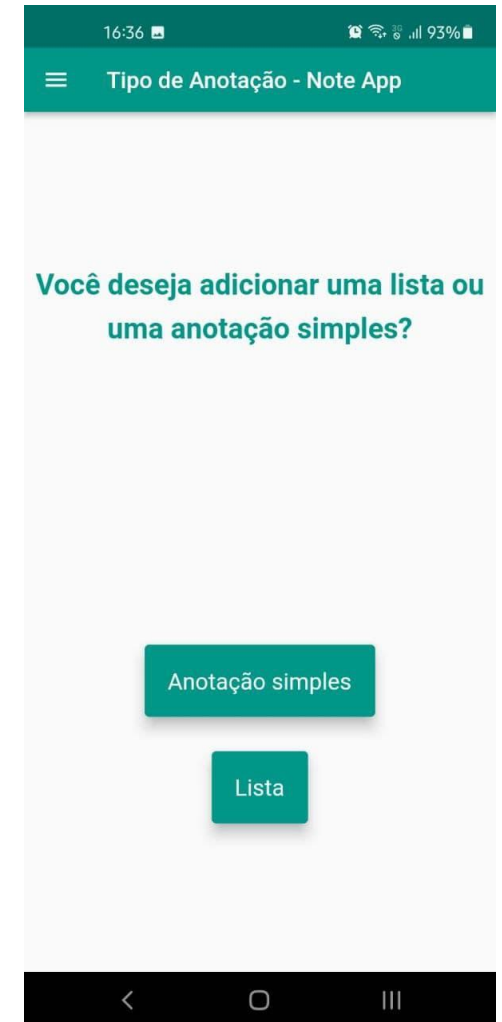 16:36 3G 93%
Tipo de Anotação - Note App
Você deseja adicionar uma lista ou
uma anotação simples?
Anotação simples
Lista